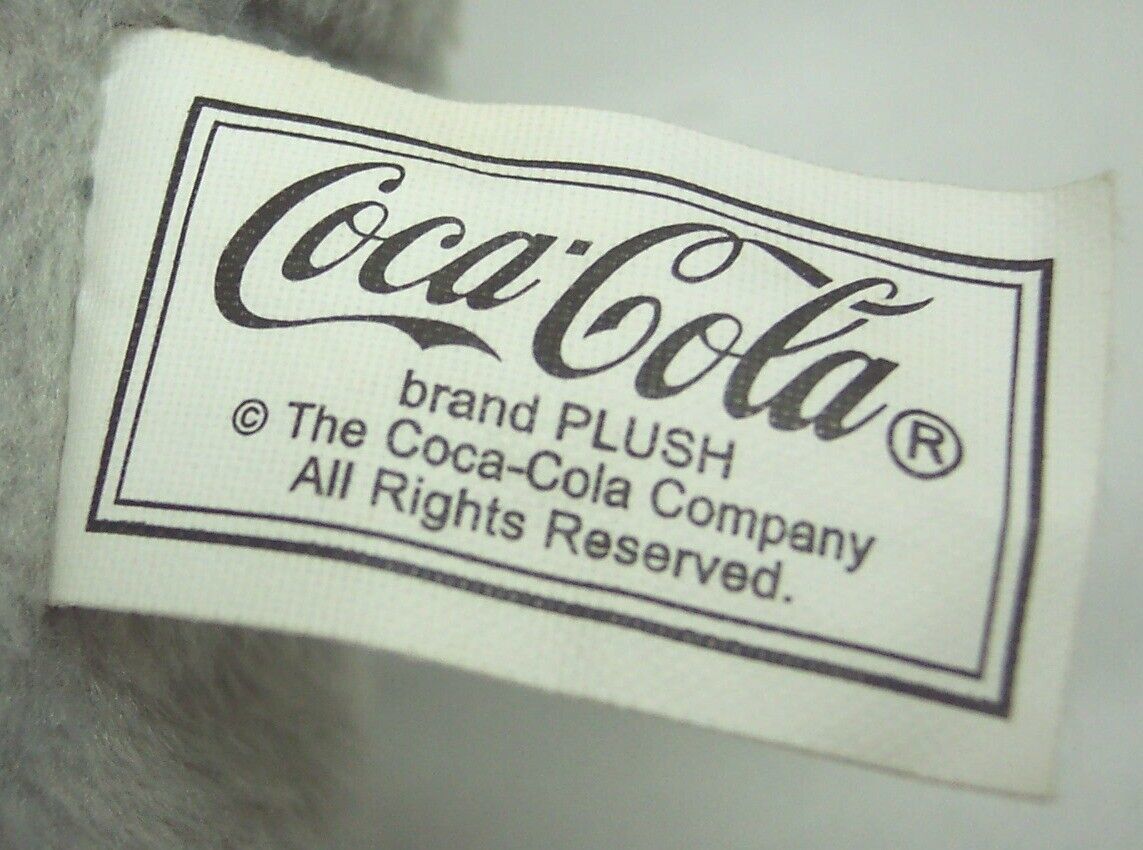 Coca-Cola®
brand PLUSH
© The Coca-Cola Company
All Rights Reserved.